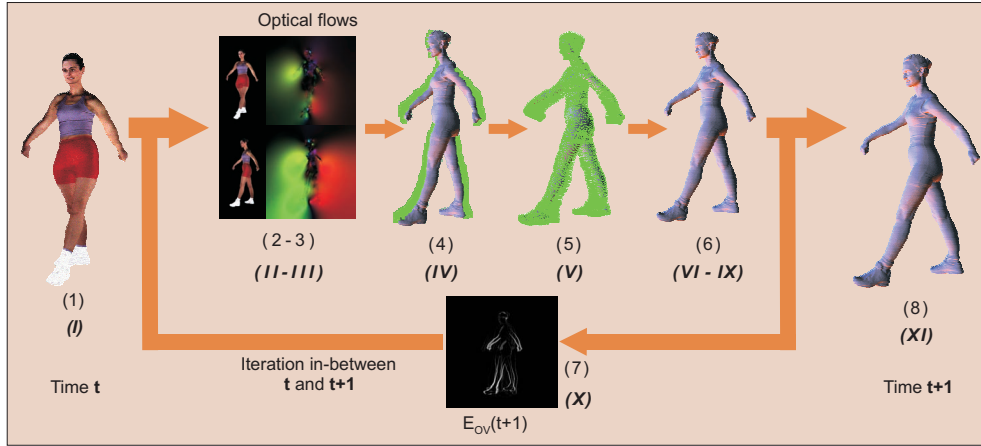 Optical flows
(2-3)
(II-III)
(4)
(IV)
(5)
(V)
(6)
(VI - IX)
(1)
(I)
(8)
(XI)
Iteration in-between
t and t+1
(7)
(X)
Time t
Time t+1
E_OV(t+1)